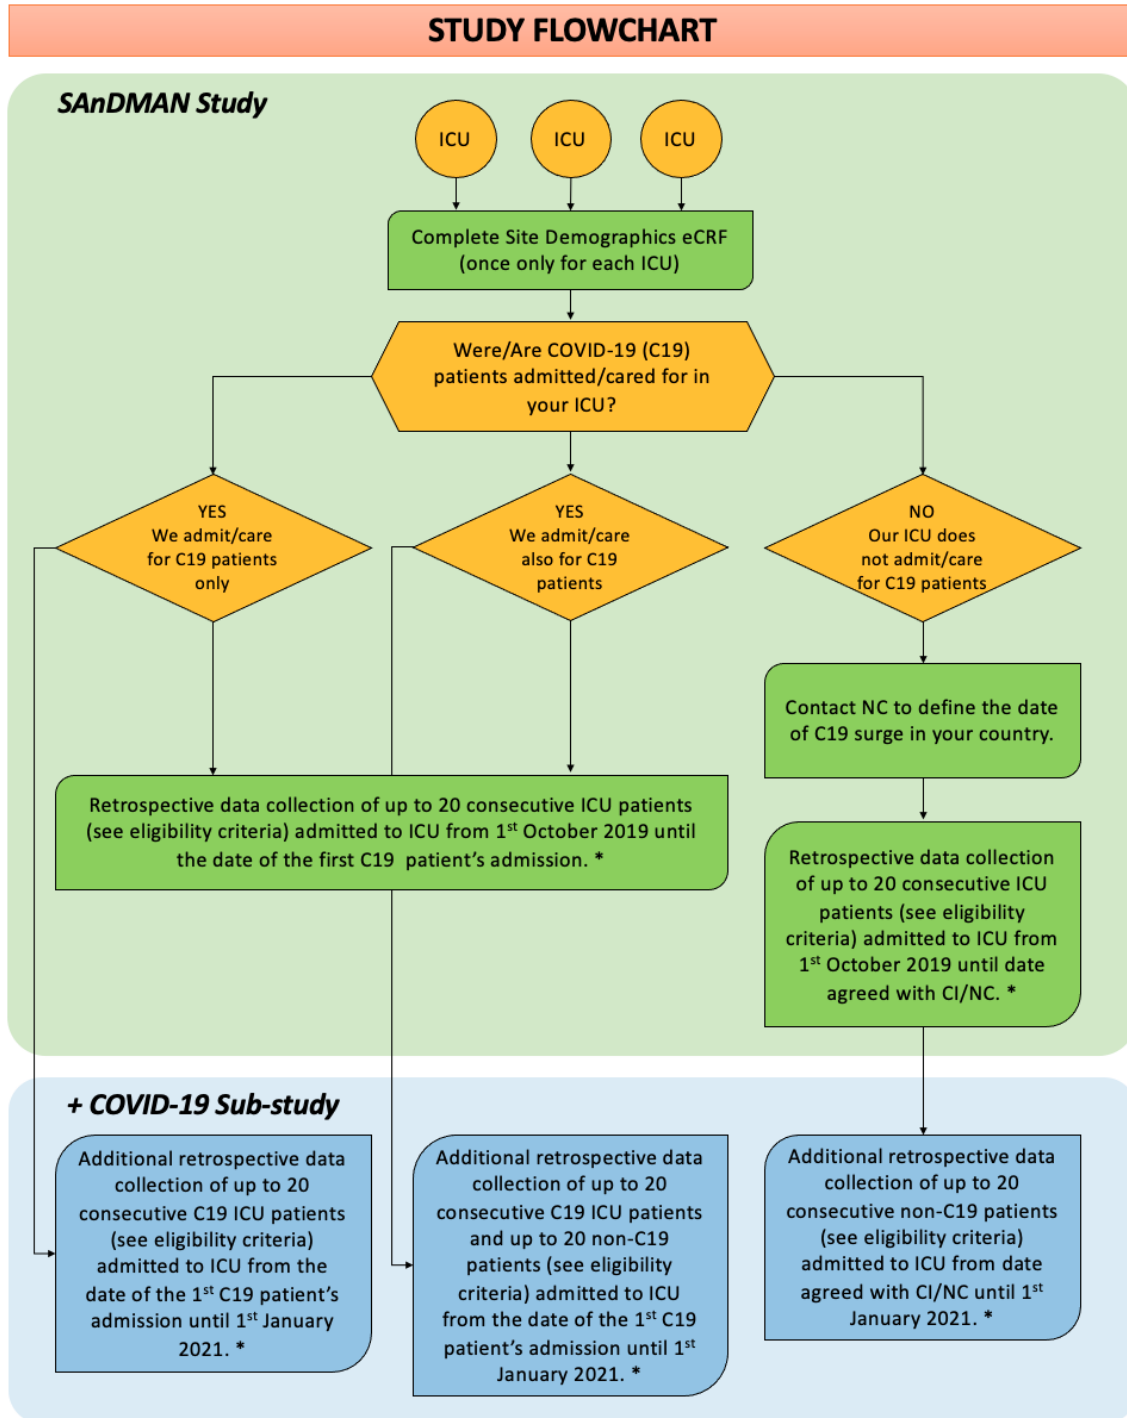 STUDY FLOWCHART
SAnDMAN Study
ICU
ICU
ICU
Complete Site Demographics eCRF
(once only for each ICU)
Were/Are COVID-19 (C19)
patients admitted/cared for in
your ICU?
YES
We admit/care
for C19 patients
only
YES
We admit/care
also for C19
patients
NO
Our ICU does
not admit/care
for C19 patients
Contact NC to define the date
of C19 surge in your country.
Retrospective data collection of up to 20 consecutive ICU patients
(see eligibility criteria) admitted to ICU from 1st October 2019 until
the date of the first C19 patient's admission. *
Retrospective data collection
of up to 20 consecutive ICU
patients (see eligibility
criteria) admitted to ICU from
1st October 2019 until date
agreed with CI/NC. *
+ COVID-19 Sub-study
Additional retrospective data
collection of up to 20
consecutive C19 ICU patients
(see eligibility criteria)
admitted to ICU from the
date of the 1st C19 patient's
admission until 1st January
2021. *
Additional retrospective data
collection of up to 20
consecutive C19 ICU patients
and up to 20 non-C19
patients (see eligibility
criteria) admitted to ICU
from the date of the 1st C19
patient's admission until 1st
January 2021. *
Additional retrospective data
collection of up to 20
consecutive non-C19 patients
(see eligibility criteria)
admitted to ICU from date
agreed with CI/NC until 1st
January 2021. *